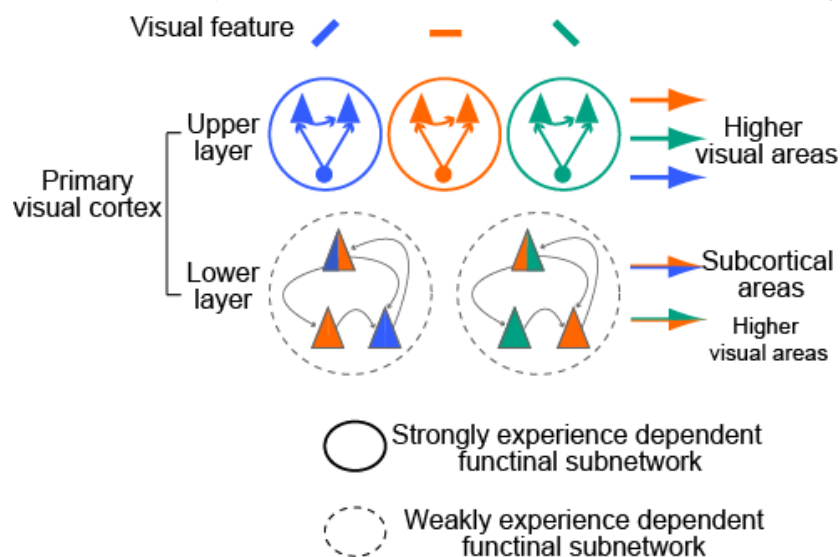 Visual feature
Upper
layer
Higher
visual areas
Primary
visual cortex
Lower
layer
Subcortical
areas
Higher
visual areas
Strongly experience dependent
functinal subnetwork
Weakly experience dependent
functinal subnetwork